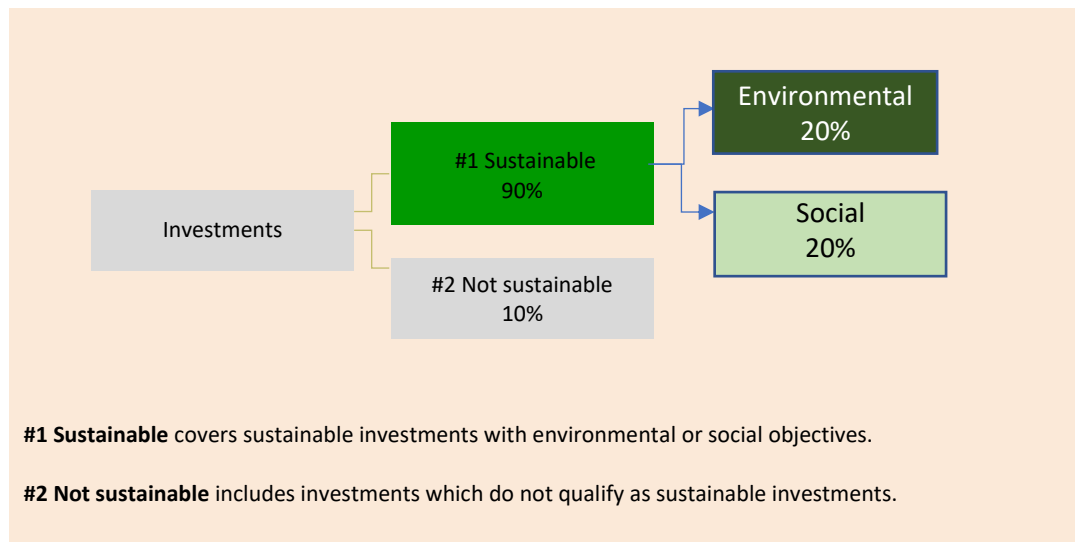 Environmental
20%
#1 Sustainable
90%
Investments
Social
20%
#2 Not sustainable
10%
#1 Sustainable covers sustainable investments with environmental or social objectives.
#2 Not sustainable includes investments which do not qualify as sustainable investments.